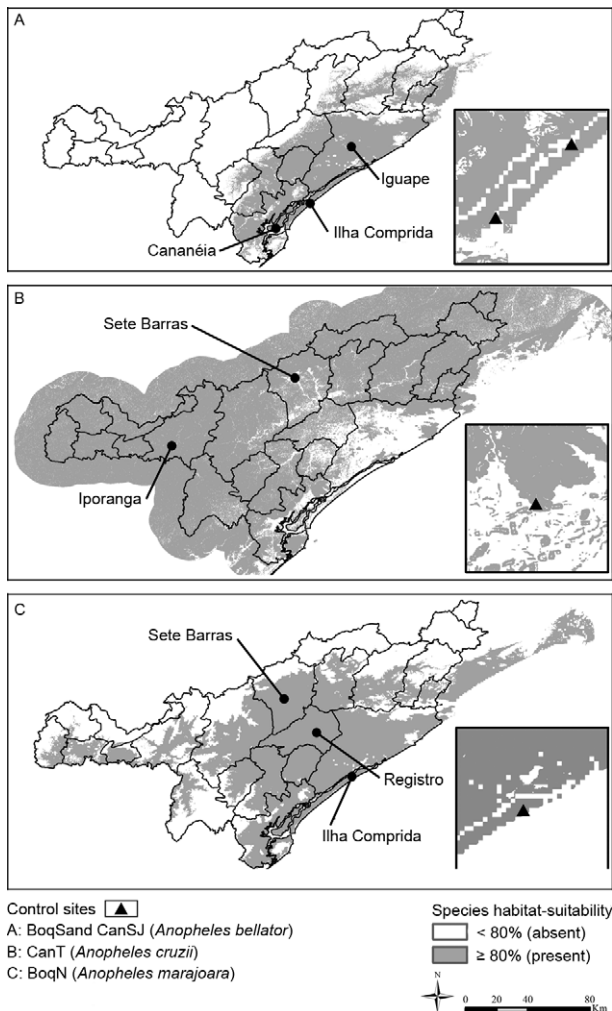 A
Iguape
Ilha Comprida
Cananéia
B
Sete Barras
Iporanga
C
Sete Barras
Registro
Ilha Comprida
Control sites
A: BoqSand CanSJ (Anopheles bellator)
B: CanT (Anopheles cruzii)
C: BoqN (Anopheles marajoara)
Species habitat-suitability
< 80% (absent)
≥ 80% (present)
N
0 20 40 80
Km